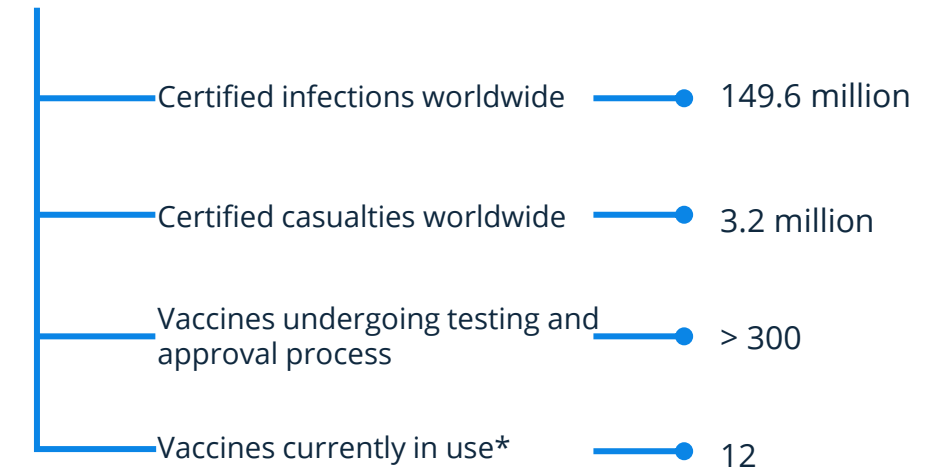 Certified infections worldwide 149.6 million
Certified casualties worldwide 3.2 million
Vaccines undergoing testing and
approval process > 300
Vaccines currently in use* 12